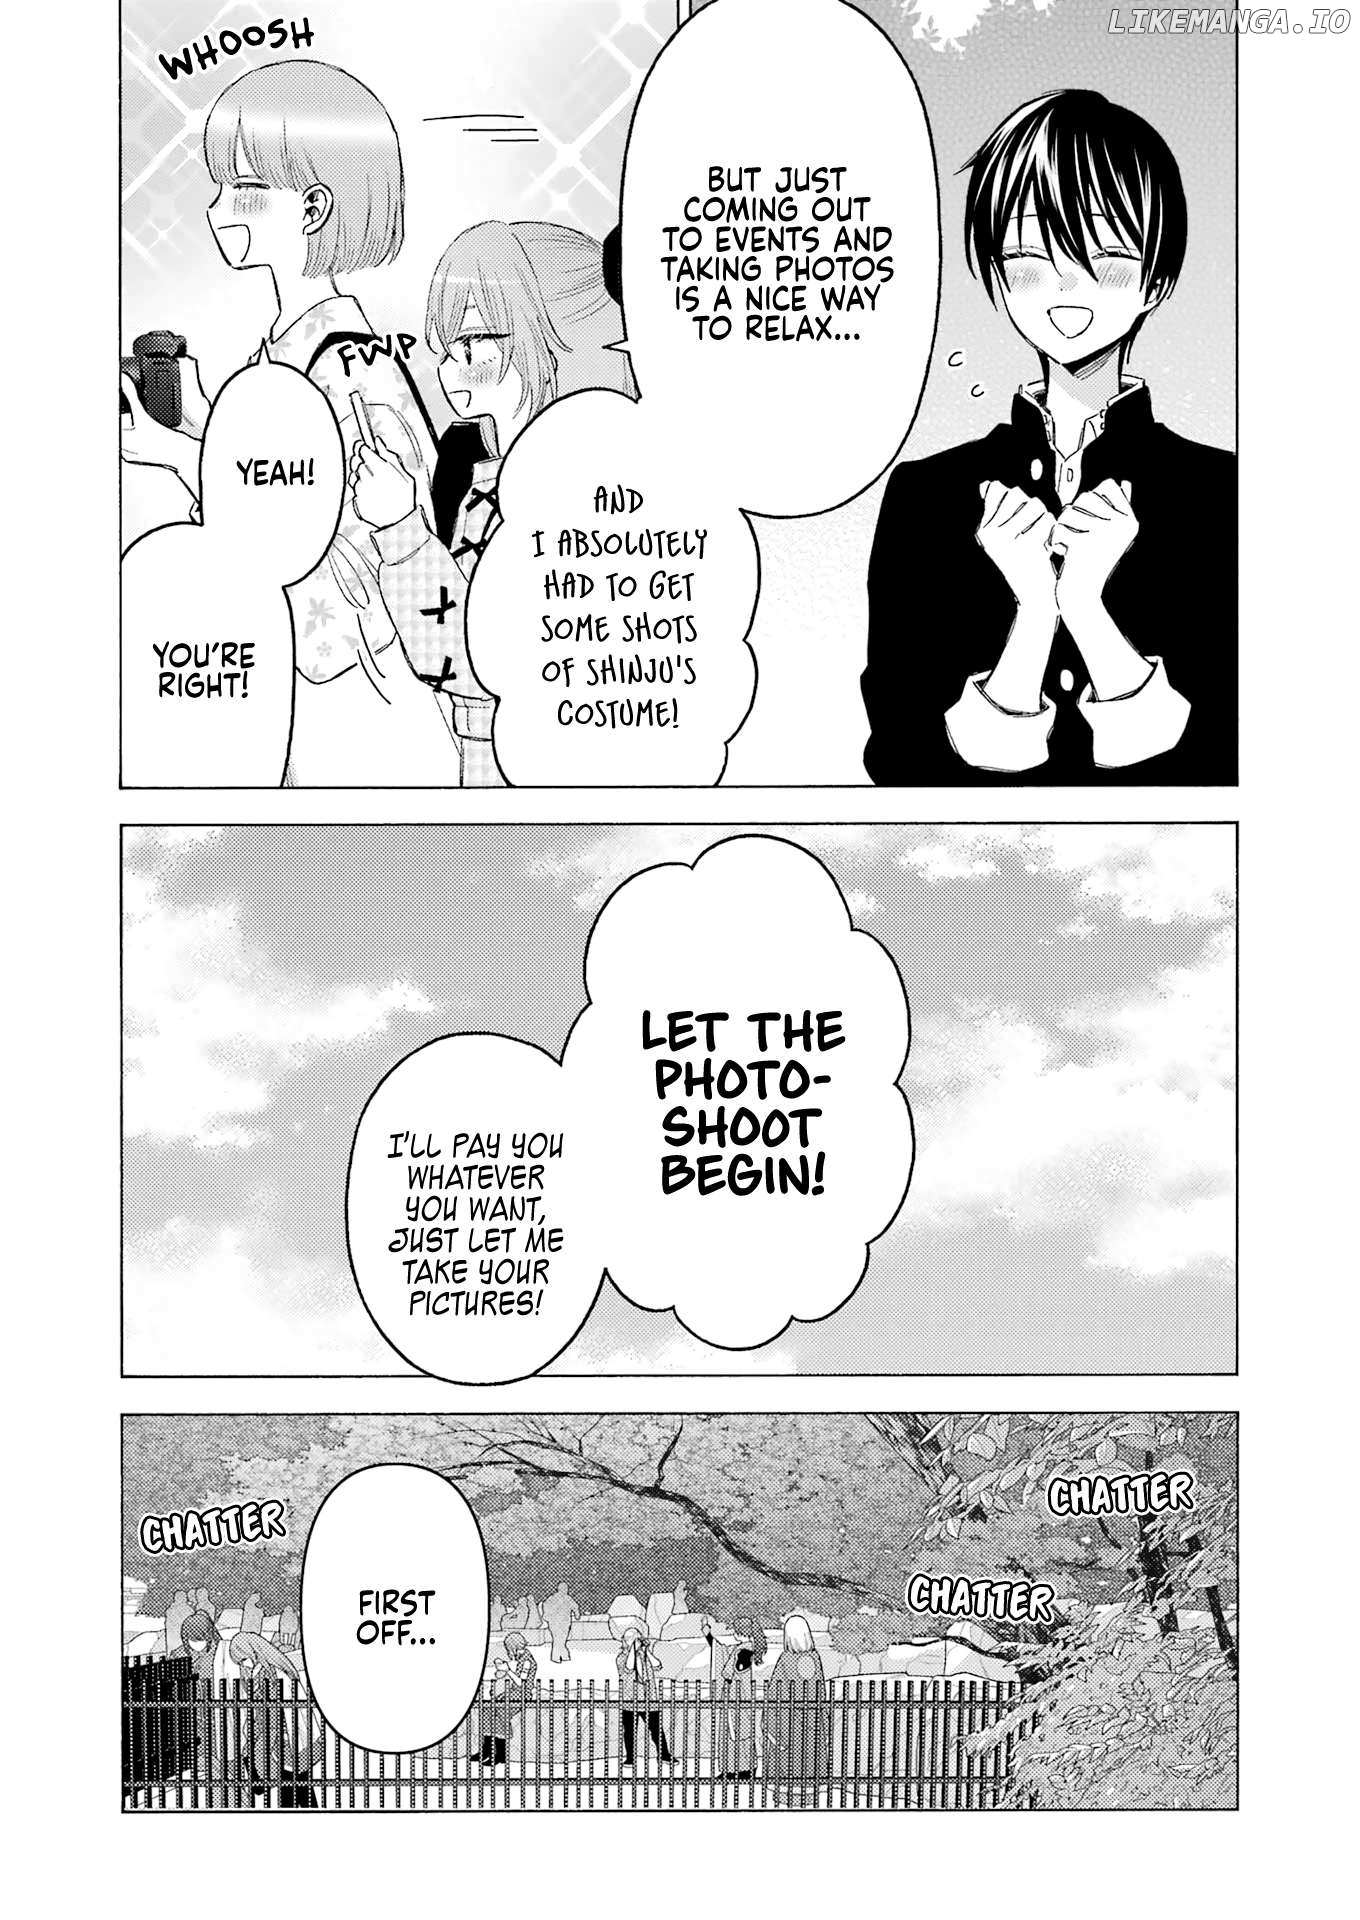 LIKEMANGA.IO
BUT JUST
COMING OUT
TO EVENTS AND
TAKING PHOTOS
IS A NICE WAY
TO RELAX...
AND
I ABSOLUTELY
HAD TO GET
SOME SHOTS
OF SHINJU'S
COSTUME!
WHOOSH
FWP
YEAH!
YOU'RE
RIGHT!
LET THE
PHOTO-
SHOOT
BEGIN!
I'LL PAY YOU
WHATEVER
YOU WANT,
JUST LET ME
TAKE YOUR
PICTURES!
CHATTER
CHATTER
CHATTER
FIRST
OFF...